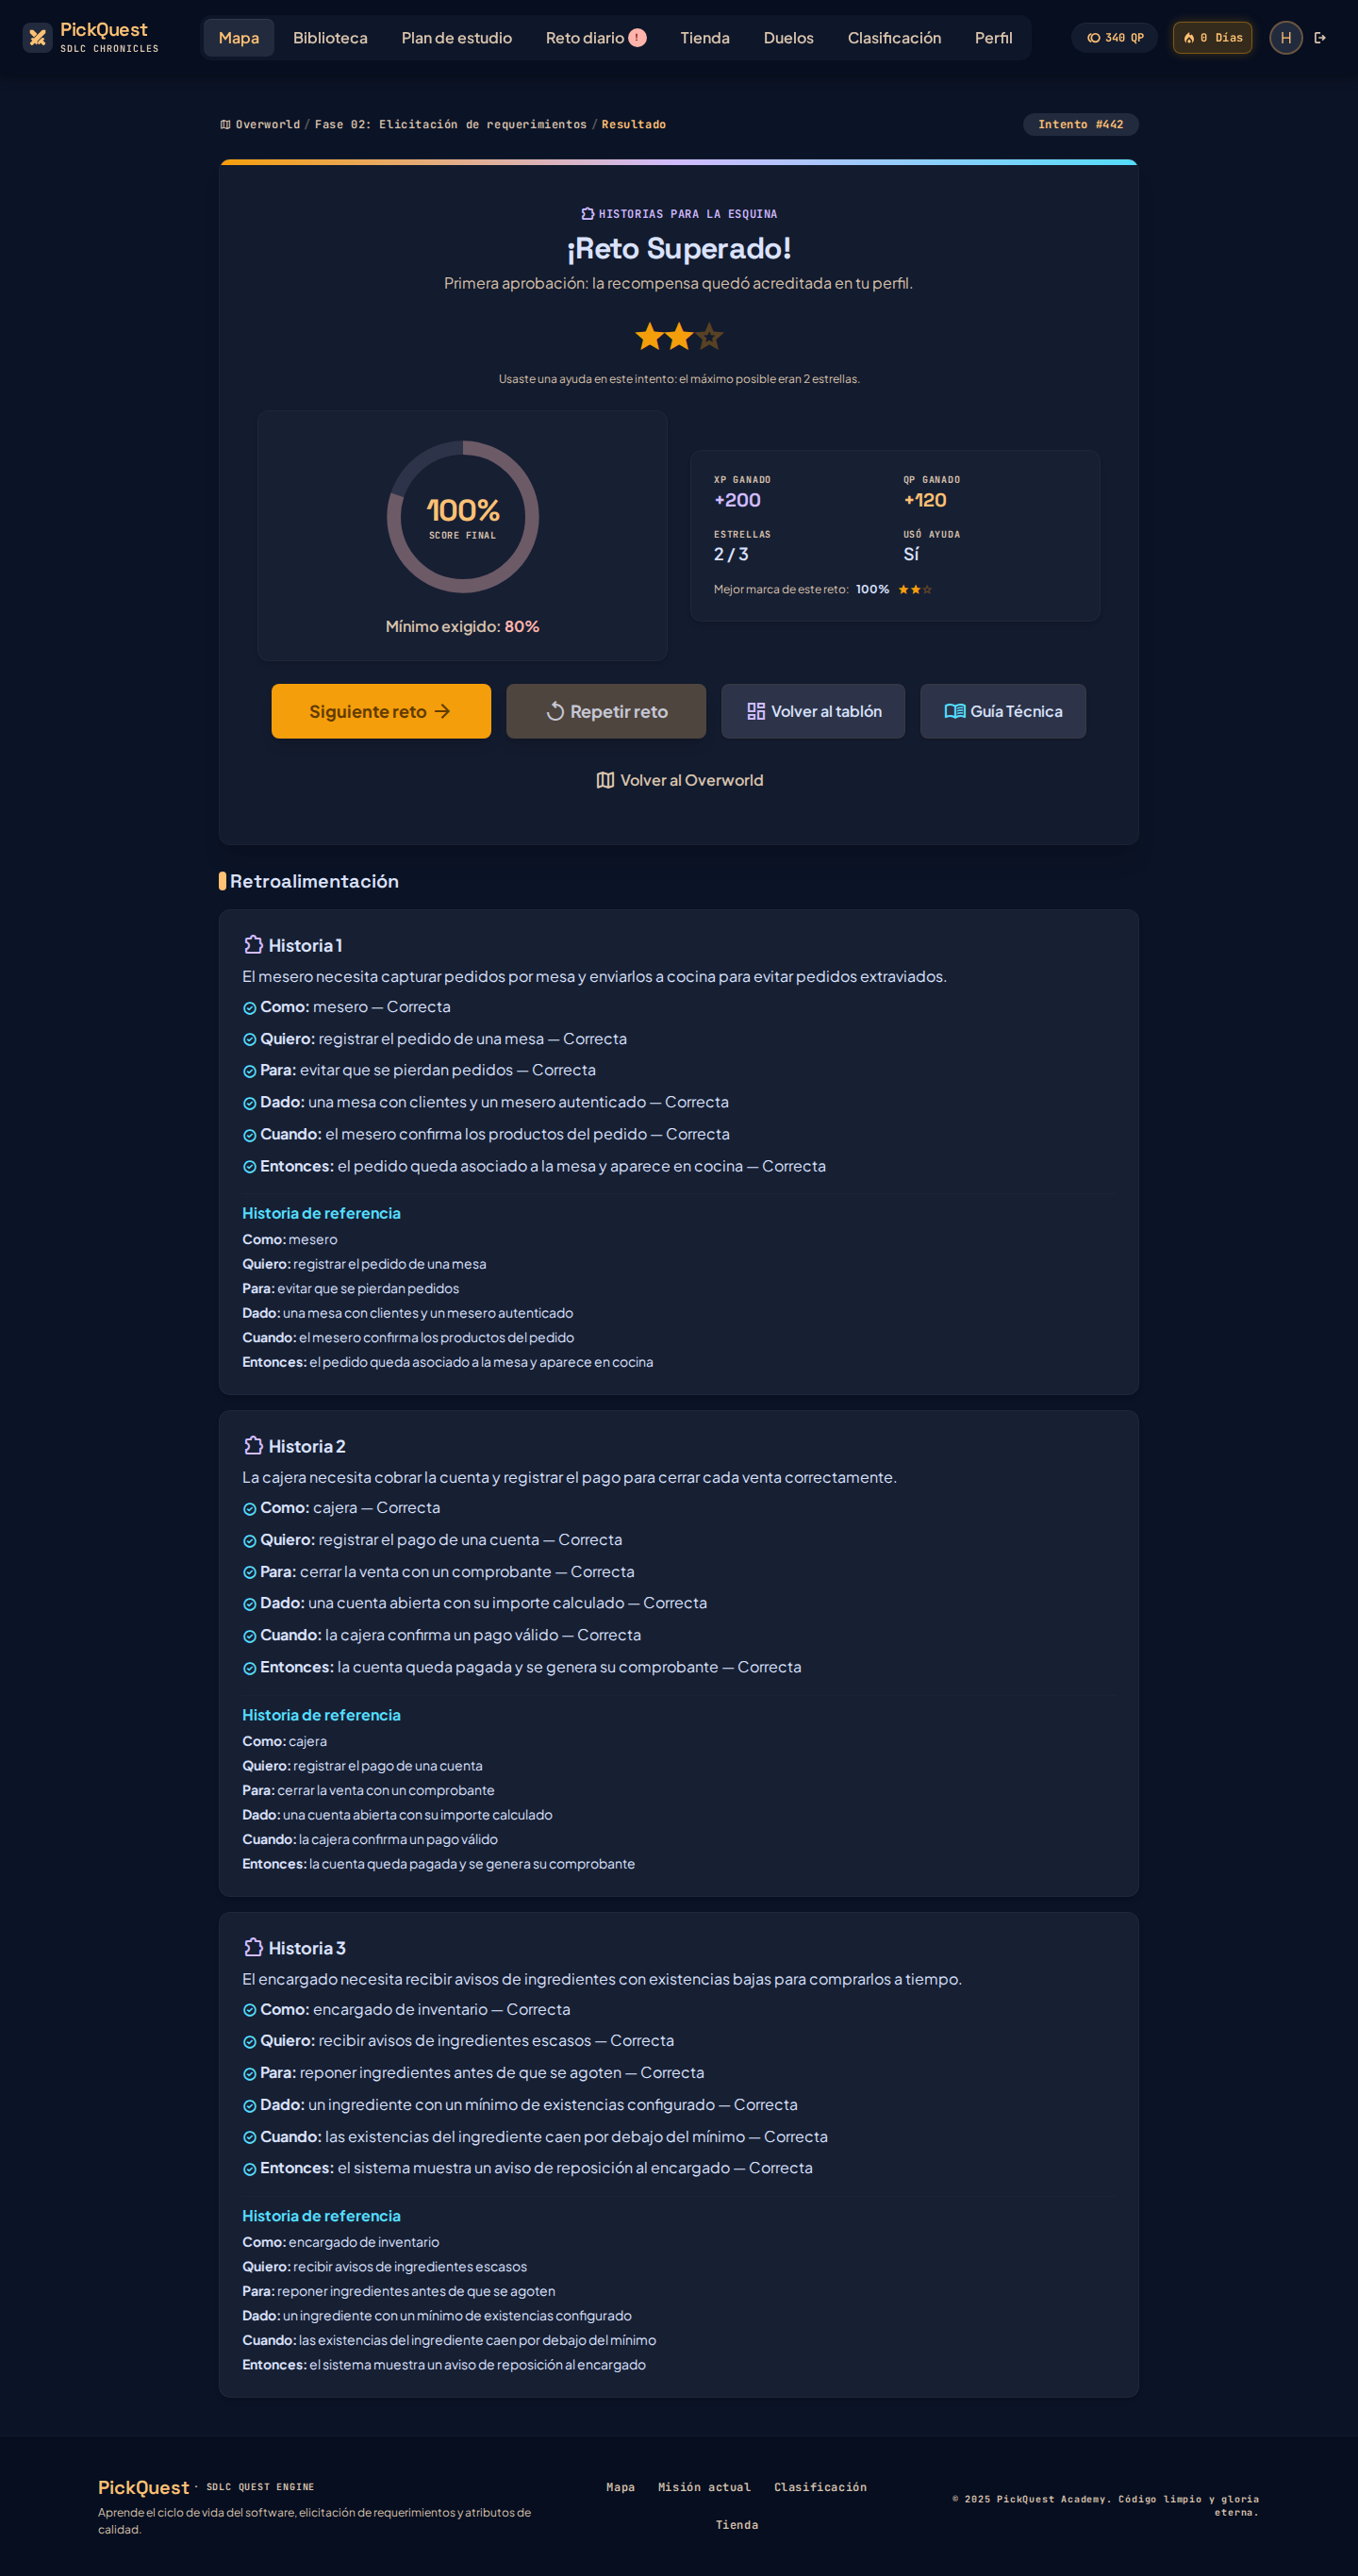 PickQuest
SDLC CHRONICLES
Mapa
Biblioteca
Plan de estudio
Reto diario !
Tienda
Duelos
Clasificación
Perfil
340 QP
0 Días
H
Overworld / Fase 02: Elicitación de requerimientos / Resultado
Intento #442
HISTORIAS PARA LA ESQUINA
¡Reto Superado!
Primera aprobación: la recompensa quedó acreditada en tu perfil.
Usaste una ayuda en este intento: el máximo posible eran 2 estrellas.
100%
SCORE FINAL
Mínimo exigido: 80%
XP GANADO
+200
QP GANADO
+120
ESTRELLAS
2 / 3
USÓ AYUDA
Sí
Mejor marca de este reto: 100%
Siguiente reto
Repetir reto
Volver al tablón
Guía Técnica
Volver al Overworld
Retroalimentación
Historia 1
El mesero necesita capturar pedidos por mesa y enviarlos a cocina para evitar pedidos extraviados.
Como: mesero — Correcta
Quiero: registrar el pedido de una mesa — Correcta
Para: evitar que se pierdan pedidos — Correcta
Dado: una mesa con clientes y un mesero autenticado — Correcta
Cuando: el mesero confirma los productos del pedido — Correcta
Entonces: el pedido queda asociado a la mesa y aparece en cocina — Correcta
Historia de referencia
Como: mesero
Quiero: registrar el pedido de una mesa
Para: evitar que se pierdan pedidos
Dado: una mesa con clientes y un mesero autenticado
Cuando: el mesero confirma los productos del pedido
Entonces: el pedido queda asociado a la mesa y aparece en cocina
Historia 2
La cajera necesita cobrar la cuenta y registrar el pago para cerrar cada venta correctamente.
Como: cajera — Correcta
Quiero: registrar el pago de una cuenta — Correcta
Para: cerrar la venta con un comprobante — Correcta
Dado: una cuenta abierta con su importe calculado — Correcta
Cuando: la cajera confirma un pago válido — Correcta
Entonces: la cuenta queda pagada y se genera su comprobante — Correcta
Historia de referencia
Como: cajera
Quiero: registrar el pago de una cuenta
Para: cerrar la venta con un comprobante
Dado: una cuenta abierta con su importe calculado
Cuando: la cajera confirma un pago válido
Entonces: la cuenta queda pagada y se genera su comprobante
Historia 3
El encargado necesita recibir avisos de ingredientes con existencias bajas para comprarlos a tiempo.
Como: encargado de inventario — Correcta
Quiero: recibir avisos de ingredientes escasos — Correcta
Para: reponer ingredientes antes de que se agoten — Correcta
Dado: un ingrediente con un mínimo de existencias configurado — Correcta
Cuando: las existencias del ingrediente caen por debajo del mínimo — Correcta
Entonces: el sistema muestra un aviso de reposición al encargado — Correcta
Historia de referencia
Como: encargado de inventario
Quiero: recibir avisos de ingredientes escasos
Para: reponer ingredientes antes de que se agoten
Dado: un ingrediente con un mínimo de existencias configurado
Cuando: las existencias del ingrediente caen por debajo del mínimo
Entonces: el sistema muestra un aviso de reposición al encargado
PickQuest · SDLC QUEST ENGINE
Aprende el ciclo de vida del software, elicitación de requerimientos y atributos de
calidad.
Mapa
Misión actual
Clasificación
Tienda
© 2025 PickQuest Academy. Código limpio y gloria
eterna.